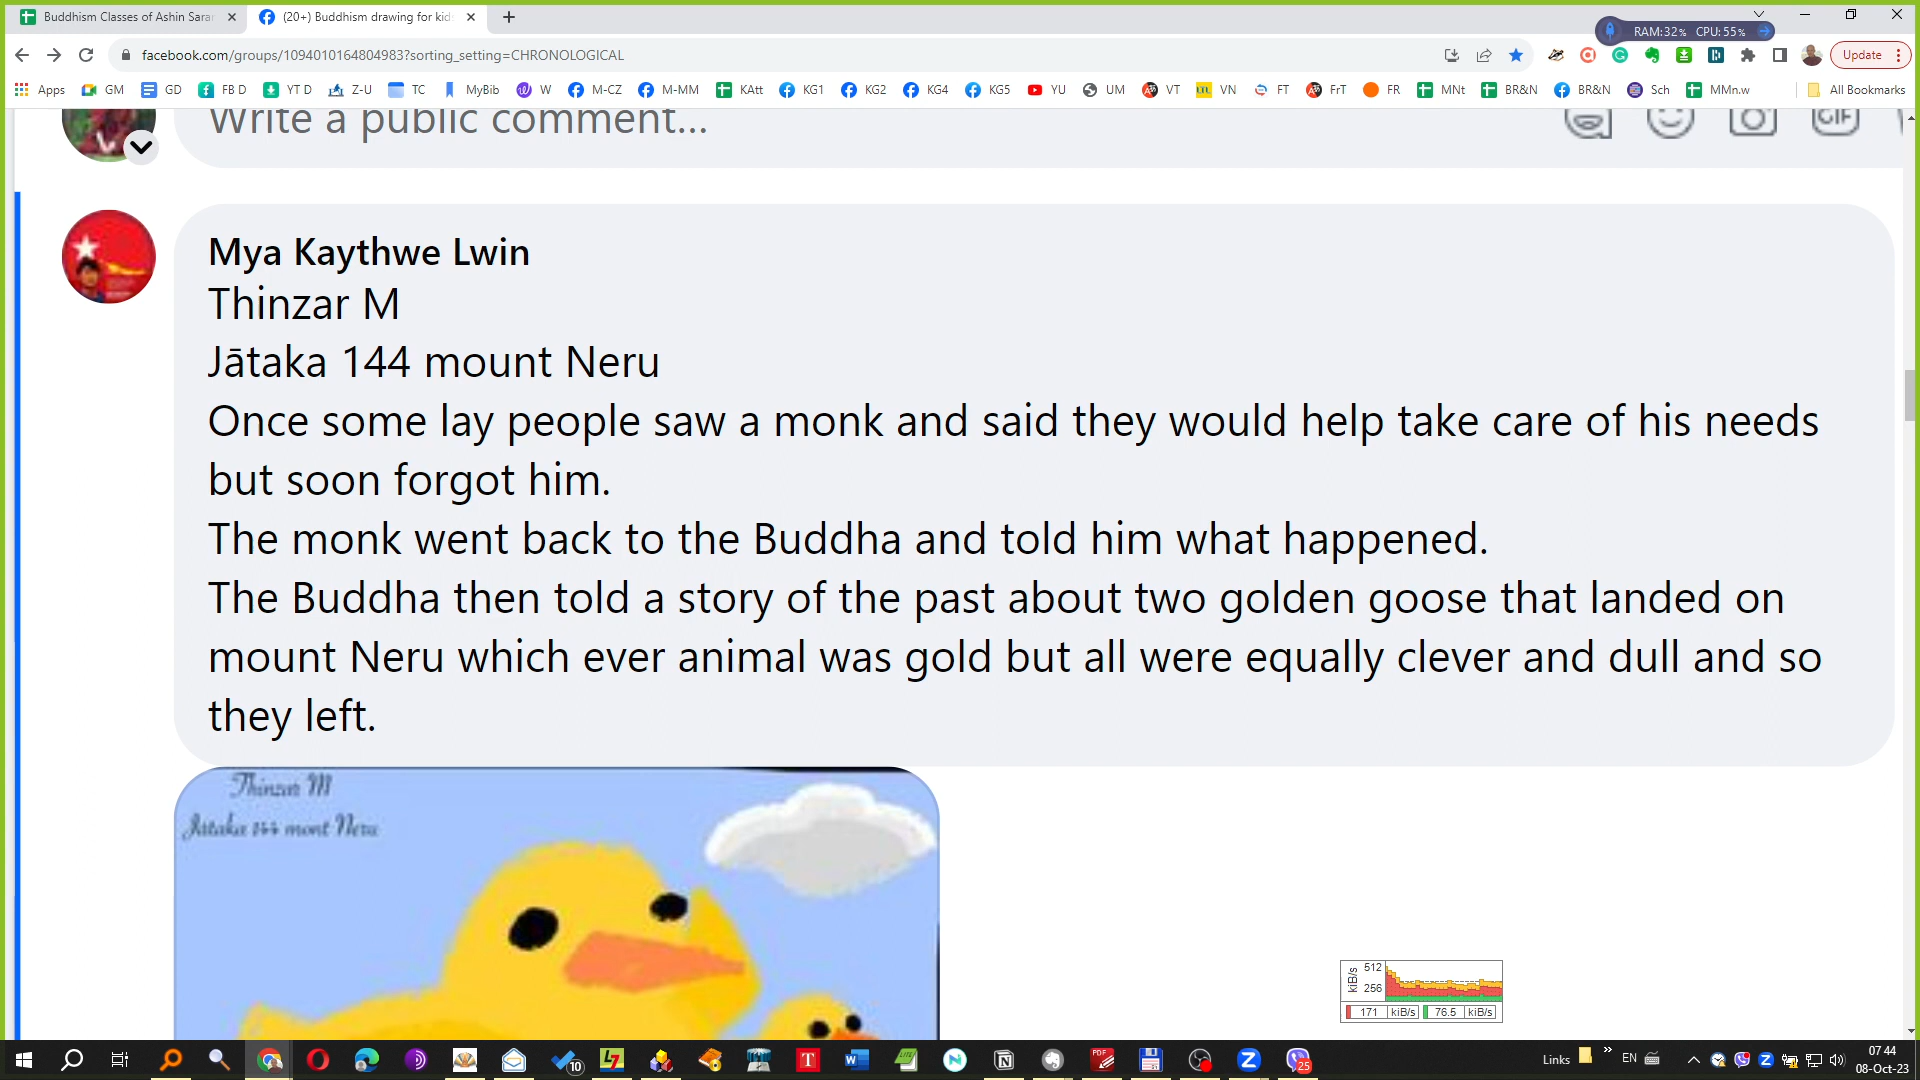 Buddhism Classes of Ashin Sarar
(20+) Buddhism drawing for kids
RAM:32% CPU:55%
facebook.com/groups/1094010164804983?sorting_setting=CHRONOLOGICAL
Update
Apps GM GD FB D YT D Z-U TC MyBib W M-CZ M-MM KAtt KG1 KG2 KG4 KG5 YU UM VT VN FT FrT FR MNt BR&N BR&N Sch MMn.w All Bookmarks
Write a public comment...
GIF
Mya Kaythwe Lwin
Thinzar M
Jātaka 144 mount Neru
Once some lay people saw a monk and said they would help take care of his needs
but soon forgot him.
The monk went back to the Buddha and told him what happened.
The Buddha then told a story of the past about two golden goose that landed on
mount Neru which ever animal was gold but all were equally clever and dull and so
they left.
Thinzar M
Jataka 144 mont Neru
kiB/s 512
256
171 kiB/s 76.5 kiB/s
10
25
Links
EN
07 44
08-Oct-23